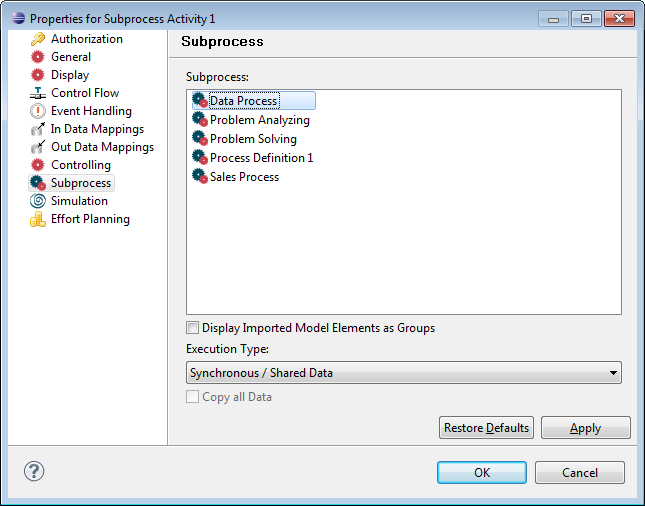 Properties for Subprocess Activity 1
Authorization
General
Display
Control Flow
Event Handling
In Data Mappings
Out Data Mappings
Controlling
Subprocess
Simulation
Effort Planning
Subprocess
Subprocess:
Data Process
Problem Analyzing
Problem Solving
Process Definition 1
Sales Process
Display Imported Model Elements as Groups
Execution Type:
Synchronous / Shared Data
Copy all Data
Restore Defaults
Apply
OK
Cancel